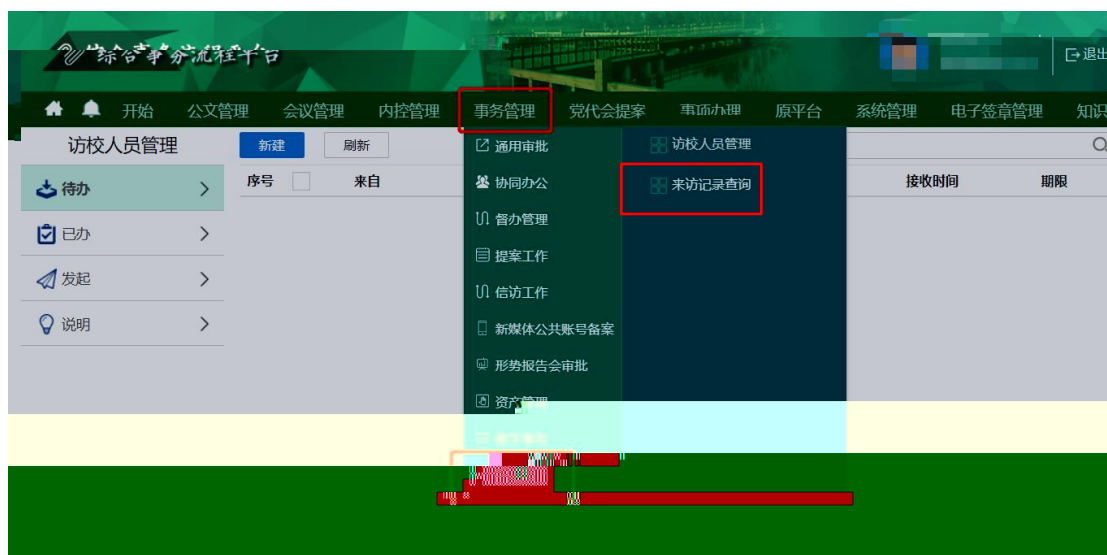 综合事务流程平台
退出
开始 公文管理 会议管理 内控管理 事务管理 党代会提案 事项办理 原平台 系统管理 电子签章管理 知识
访校人员管理 新建 刷新 通用审批 访校人员管理
待办 序号 来自 协同办公 来访记录查询 接收时间 期限
督办管理
已办
提案工作
发起
信访工作
说明
新媒体公共账号备案
形势报告会审批
资产管理